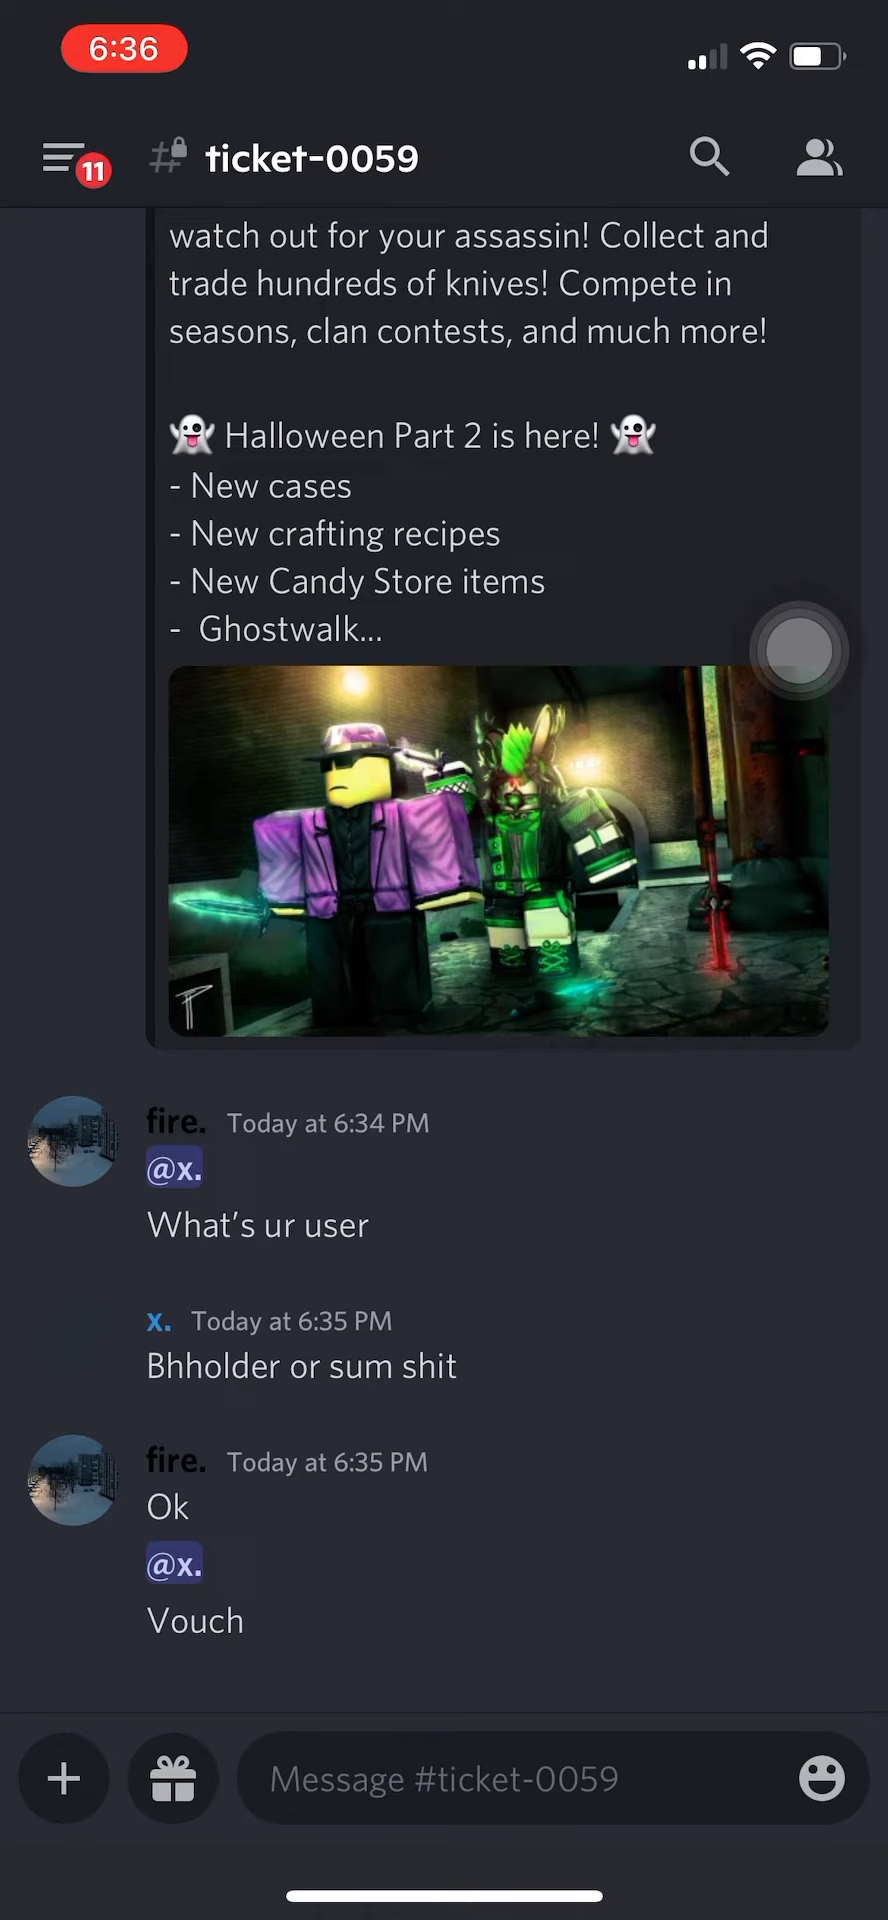 6:36
11
ticket-0059
watch out for your assassin! Collect and
trade hundreds of knives! Compete in
seasons, clan contests, and much more!
👻 Halloween Part 2 is here! 👻
- New cases
- New crafting recipes
- New Candy Store items
-  Ghostwalk...
fire. Today at 6:34 PM
@x.
What's ur user
x. Today at 6:35 PM
Bhholder or sum shit
fire. Today at 6:35 PM
Ok
@x.
Vouch
Message #ticket-0059